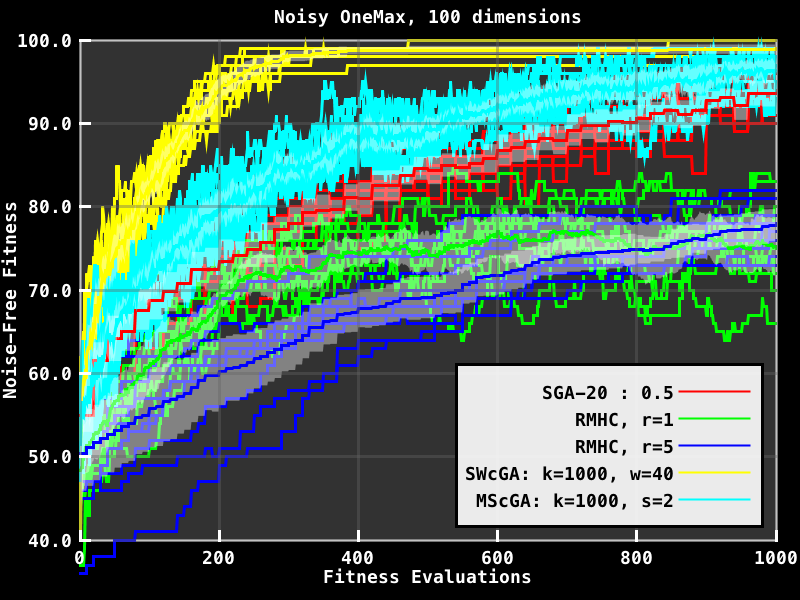 Noisy OneMax, 100 dimensions
100.0
90.0
80.0
70.0
60.0
50.0
40.0
Noise-Free Fitness
SGA-20 : 0.5
RMHC, r=1
RMHC, r=5
SWcGA: k=1000, w=40
MScGA: k=1000, s=2
0 200 400 600 800 1000
Fitness Evaluations